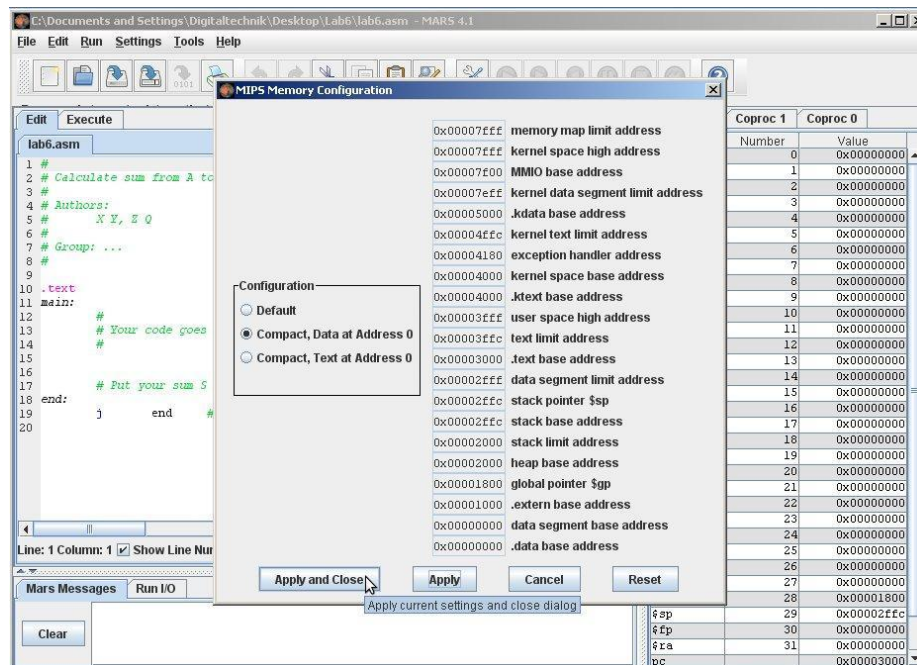 C:\Documents and Settings\Digitaltechnik\Desktop\Lab6\lab6.asm - MARS 4.1
File Edit Run Settings Tools Help
MIPS Memory Configuration
Edit Execute
lab6.asm
1 #
2 # Calculate sum from A to
3 #
4 # Authors:
5 # X Y, Z Q
6 #
7 # Group: ...
8 #
9
10 .text
11 main:
12 #
13 # Your code goes
14 #
15
16
17 # Put your sum S
18 end:
19 j end #
20
Line: 1 Column: 1 Show Line Num
Mars Messages Run I/O
Clear
Configuration
Default
Compact, Data at Address 0
Compact, Text at Address 0
0x00007fff memory map limit address
0x00007fff kernel space high address
0x00007f00 MMIO base address
0x00007eff kernel data segment limit address
0x00005000 .kdata base address
0x00004ffc kernel text limit address
0x00004180 exception handler address
0x00004000 kernel space base address
0x00004000 .ktext base address
0x00003fff user space high address
0x00003ffc text limit address
0x00003000 .text base address
0x00002fff data segment limit address
0x00002ffc stack pointer $sp
0x00002ffc stack base address
0x00002000 stack limit address
0x00002000 heap base address
0x00001800 global pointer $gp
0x00001000 .extern base address
0x00000000 data segment base address
0x00000000 .data base address
Apply and Close Apply Cancel Reset
Apply current settings and close dialog
Coproc 1 Coproc 0
Number Value
0 0x00000000
1 0x00000000
2 0x00000000
3 0x00000000
4 0x00000000
5 0x00000000
6 0x00000000
7 0x00000000
8 0x00000000
9 0x00000000
10 0x00000000
11 0x00000000
12 0x00000000
13 0x00000000
14 0x00000000
15 0x00000000
16 0x00000000
17 0x00000000
18 0x00000000
19 0x00000000
20 0x00000000
21 0x00000000
22 0x00000000
23 0x00000000
24 0x00000000
25 0x00000000
26 0x00000000
27 0x00000000
28 0x00001800
$sp 29 0x00002ffc
$fp 30 0x00000000
$ra 31 0x00000000
pc 0x00003000